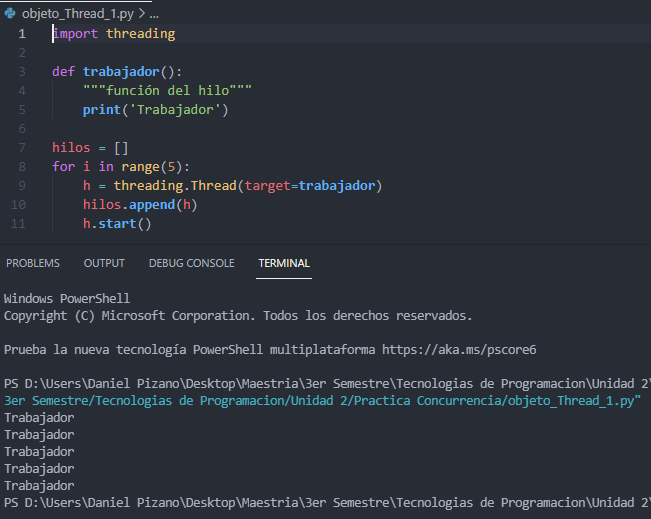 objeto_Thread_1.py > ...
1 import threading
2
3 def trabajador():
4     """función del hilo"""
5     print('Trabajador')
6
7 hilos = []
8 for i in range(5):
9     h = threading.Thread(target=trabajador)
10     hilos.append(h)
11     h.start()
PROBLEMS OUTPUT DEBUG CONSOLE TERMINAL
Windows PowerShell
Copyright (C) Microsoft Corporation. Todos los derechos reservados.
Prueba la nueva tecnología PowerShell multiplataforma https://aka.ms/pscore6
PS D:\Users\Daniel Pizano\Desktop\Maestria\3er Semestre\Tecnologias de Programacion\Unidad 2\
3er Semestre/Tecnologias de Programacion/Unidad 2/Practica Concurrencia/objeto_Thread_1.py"
Trabajador
Trabajador
Trabajador
Trabajador
Trabajador
PS D:\Users\Daniel Pizano\Desktop\Maestria\3er Semestre\Tecnologias de Programacion\Unidad 2\